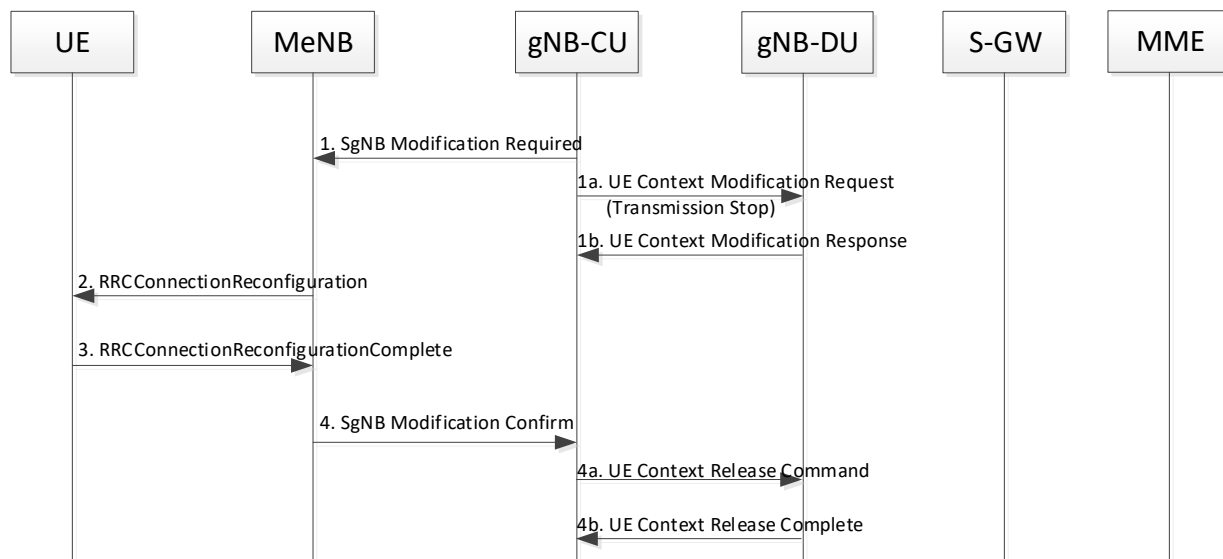 UE
MeNB
gNB-CU
gNB-DU
S-GW
MME
1. SgNB Modification Required
1a. UE Context Modification Request
(Transmission Stop)
1b. UE Context Modification Response
2. RRCConnectionReconfiguration
3. RRCConnectionReconfigurationComplete
4. SgNB Modification Confirm
4a. UE Context Release Command
4b. UE Context Release Complete